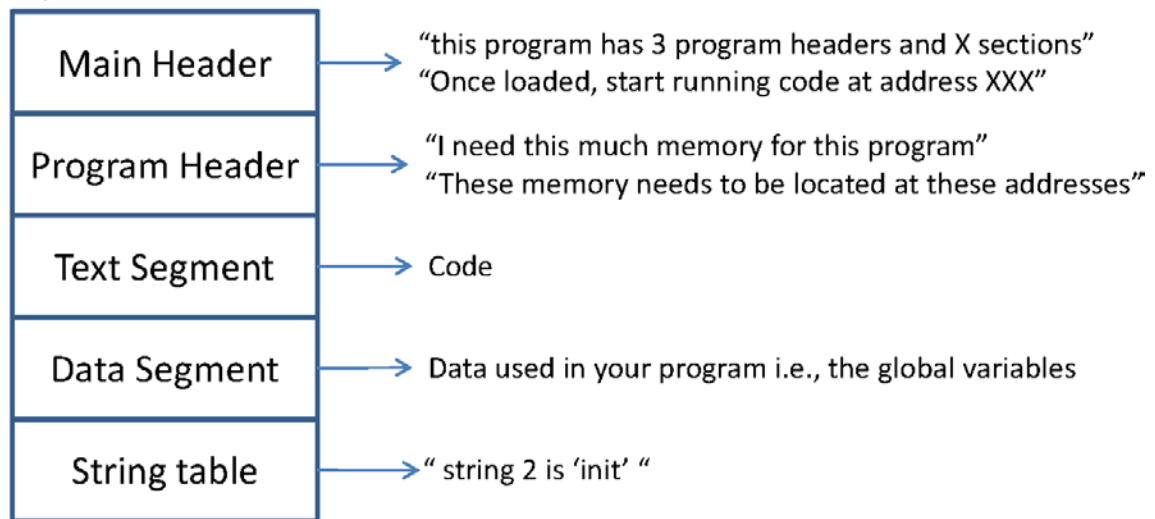 Main Header
“this program has 3 program headers and X sections”
“Once loaded, start running code at address XXX”
Program Header
“I need this much memory for this program”
“These memory needs to be located at these addresses”
Text Segment
Code
Data Segment
Data used in your program i.e., the global variables
String table
“ string 2 is ‘init’ “